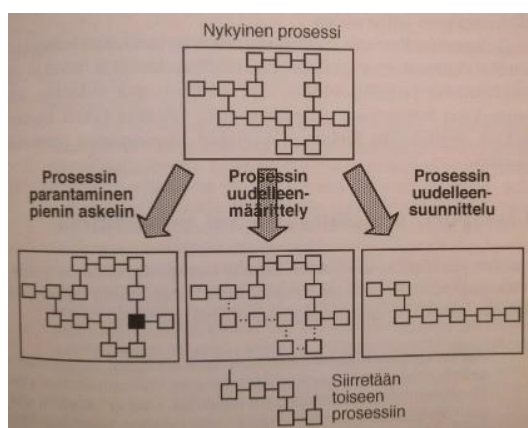 Nykyinen prosessi
Prosessin
parantaminen
pienin askelin
Prosessin
uudelleen-
määrittely
Prosessin
uudelleen-
suunnittelu
Siirretään
toiseen
prosessiin